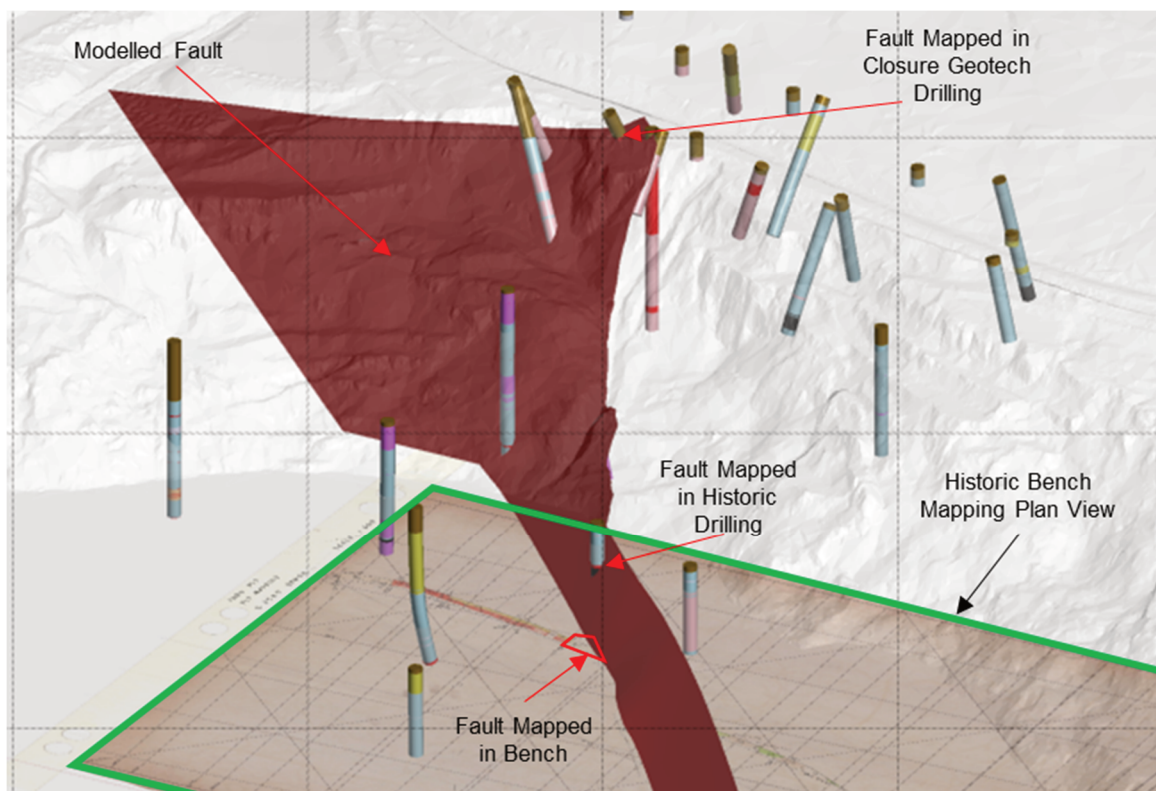 Modelled Fault
Fault Mapped in
Closure Geotech
Drilling
Fault Mapped
in Historic
Drilling
Historic Bench
Mapping Plan View
Fault Mapped
in Bench